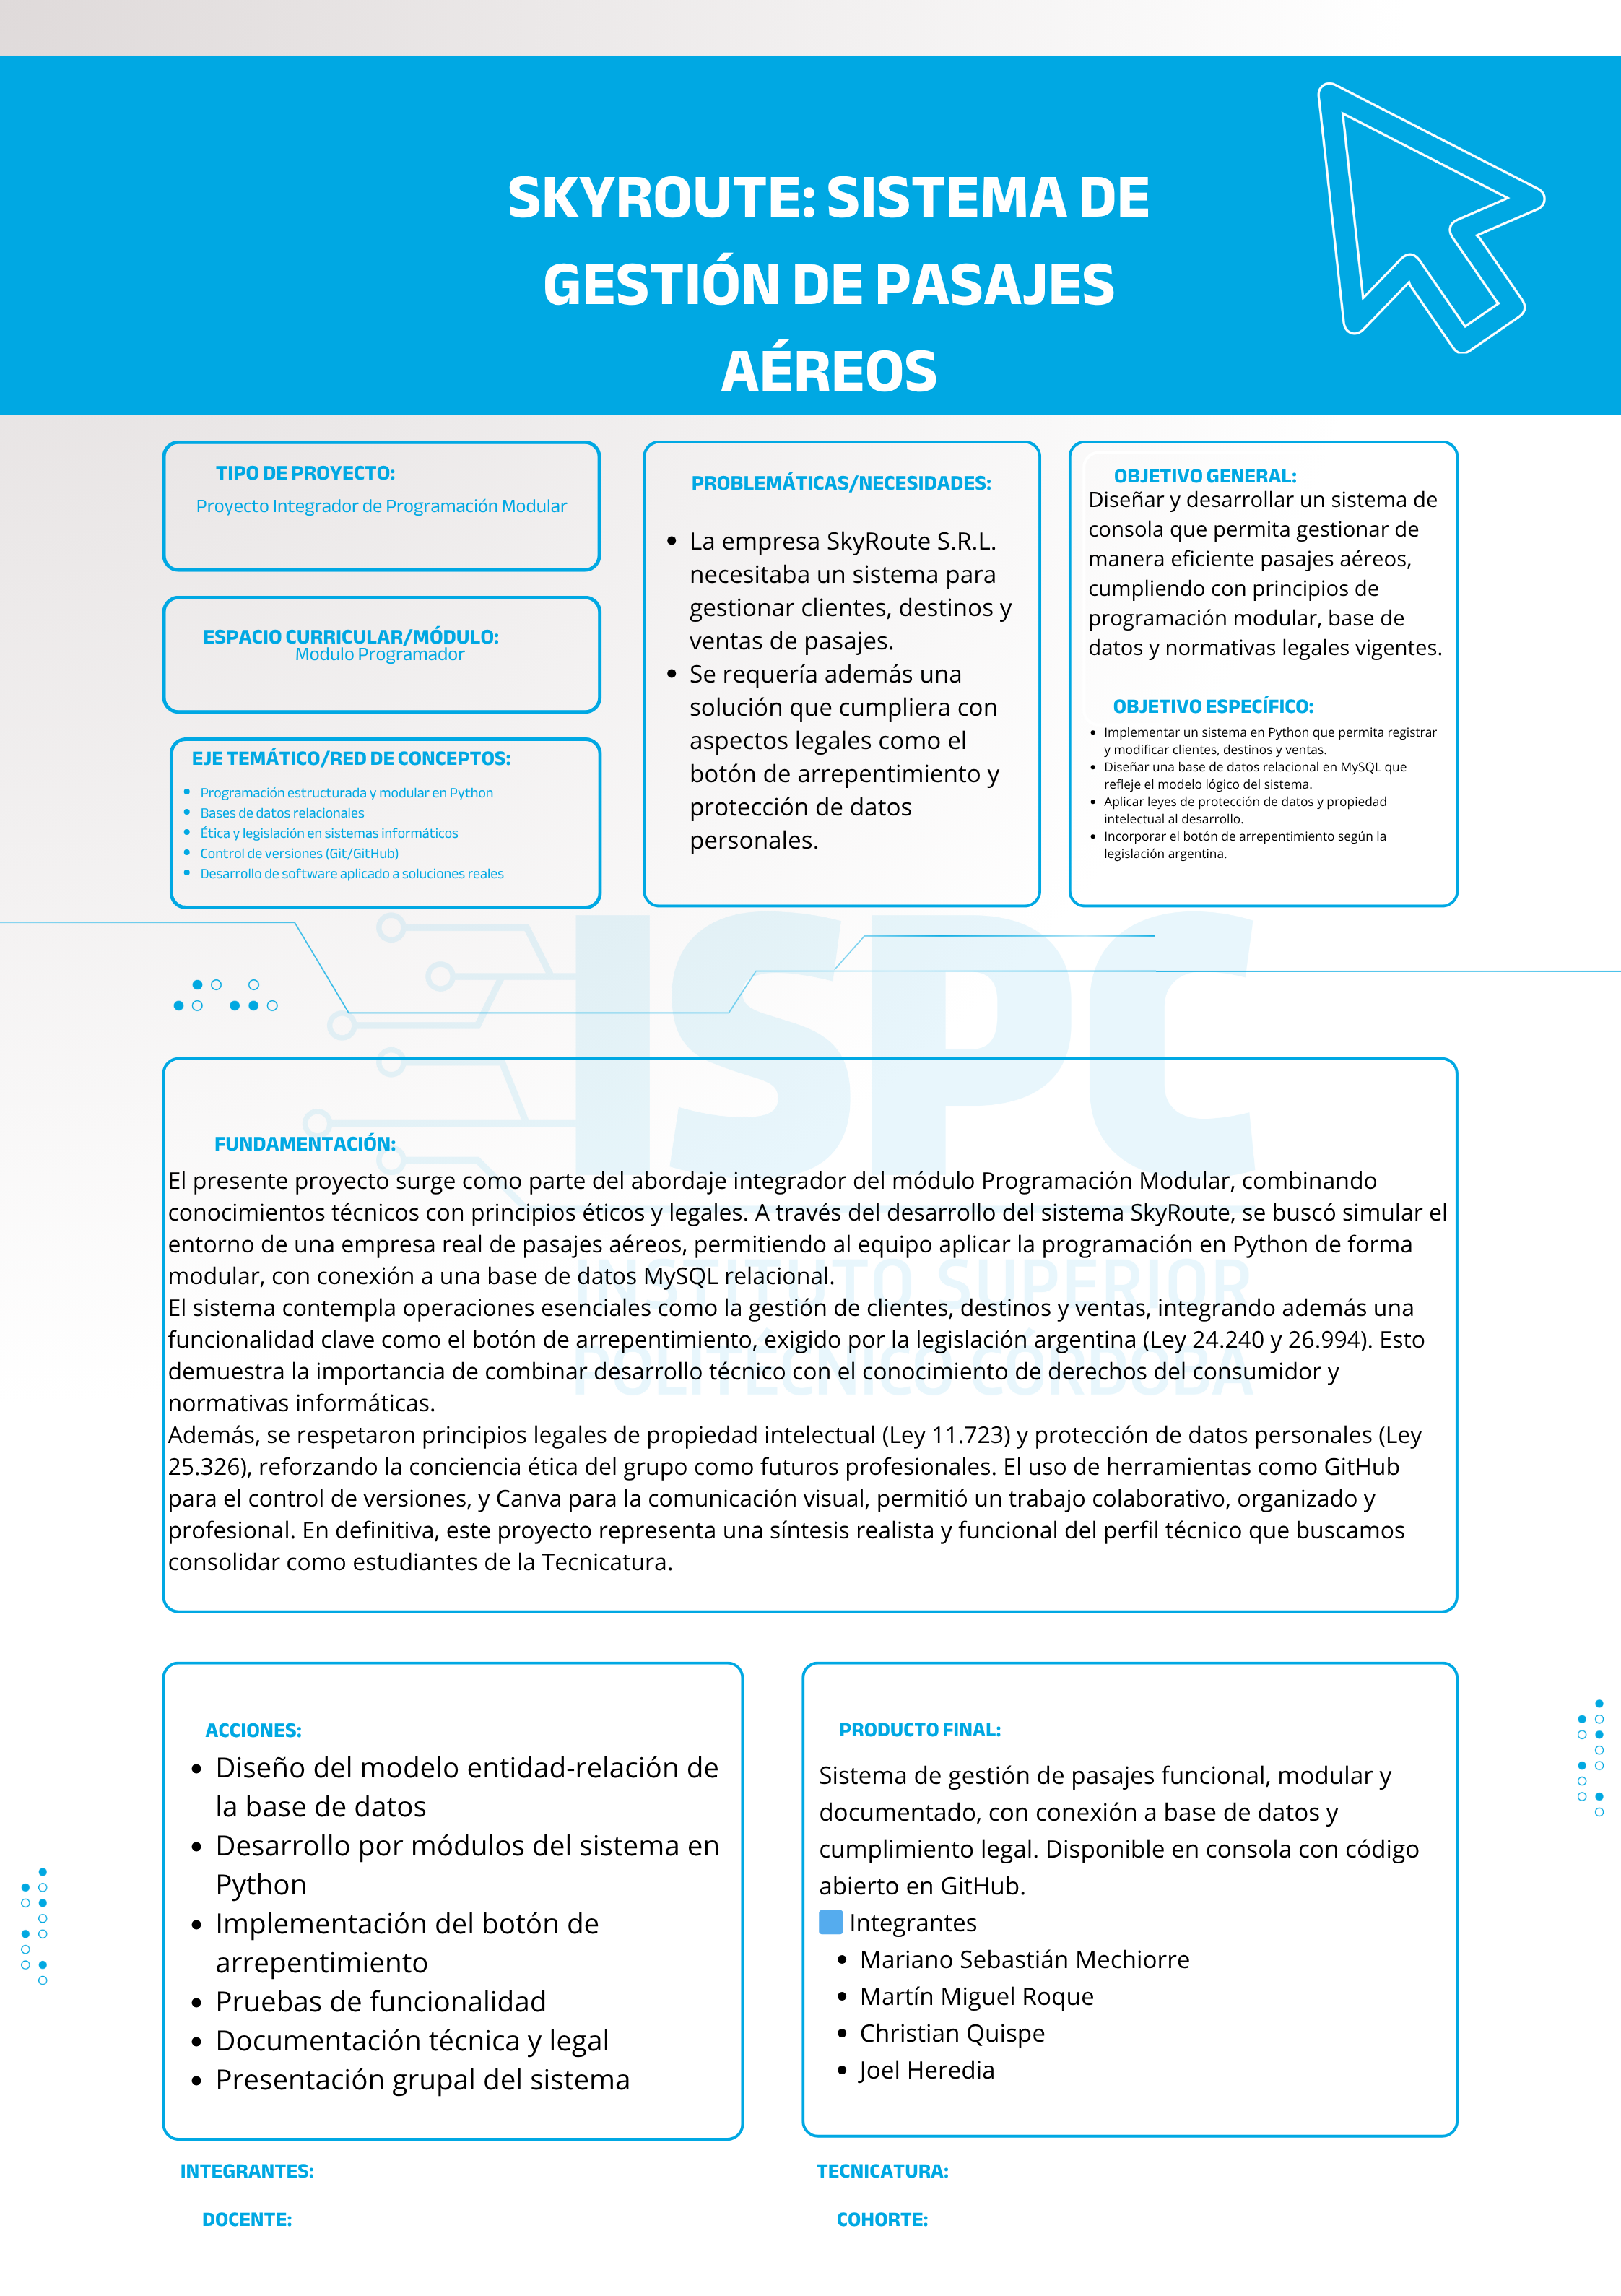 SKYROUTE: SISTEMA DE
GESTIÓN DE PASAJES
AÉREOS
TIPO DE PROYECTO:
Proyecto Integrador de Programación Modular
ESPACIO CURRICULAR/MÓDULO:
Modulo Programador
EJE TEMÁTICO/RED DE CONCEPTOS:
• Programación estructurada y modular en Python
• Bases de datos relacionales
• Ética y legislación en sistemas informáticos
• Control de versiones (Git/GitHub)
• Desarrollo de software aplicado a soluciones reales
PROBLEMÁTICAS/NECESIDADES:
• La empresa SkyRoute S.R.L.
necesitaba un sistema para
gestionar clientes, destinos y
ventas de pasajes.
• Se requería además una
solución que cumpliera con
aspectos legales como el
botón de arrepentimiento y
protección de datos
personales.
OBJETIVO GENERAL:
Diseñar y desarrollar un sistema de
consola que permita gestionar de
manera eficiente pasajes aéreos,
cumpliendo con principios de
programación modular, base de
datos y normativas legales vigentes.
OBJETIVO ESPECÍFICO:
• Implementar un sistema en Python que permita registrar
y modificar clientes, destinos y ventas.
• Diseñar una base de datos relacional en MySQL que
refleje el modelo lógico del sistema.
• Aplicar leyes de protección de datos y propiedad
intelectual al desarrollo.
• Incorporar el botón de arrepentimiento según la
legislación argentina.
ISPC
INSTITUTO SUPERIOR
POLITÉCNICO CÓRDOBA
FUNDAMENTACIÓN:
El presente proyecto surge como parte del abordaje integrador del módulo Programación Modular, combinando
conocimientos técnicos con principios éticos y legales. A través del desarrollo del sistema SkyRoute, se buscó simular el
entorno de una empresa real de pasajes aéreos, permitiendo al equipo aplicar la programación en Python de forma
modular, con conexión a una base de datos MySQL relacional.
El sistema contempla operaciones esenciales como la gestión de clientes, destinos y ventas, integrando además una
funcionalidad clave como el botón de arrepentimiento, exigido por la legislación argentina (Ley 24.240 y 26.994). Esto
demuestra la importancia de combinar desarrollo técnico con el conocimiento de derechos del consumidor y
normativas informáticas.
Además, se respetaron principios legales de propiedad intelectual (Ley 11.723) y protección de datos personales (Ley
25.326), reforzando la conciencia ética del grupo como futuros profesionales. El uso de herramientas como GitHub
para el control de versiones, y Canva para la comunicación visual, permitió un trabajo colaborativo, organizado y
profesional. En definitiva, este proyecto representa una síntesis realista y funcional del perfil técnico que buscamos
consolidar como estudiantes de la Tecnicatura.
ACCIONES:
• Diseño del modelo entidad-relación de
la base de datos
• Desarrollo por módulos del sistema en
Python
• Implementación del botón de
arrepentimiento
• Pruebas de funcionalidad
• Documentación técnica y legal
• Presentación grupal del sistema
PRODUCTO FINAL:
Sistema de gestión de pasajes funcional, modular y
documentado, con conexión a base de datos y
cumplimiento legal. Disponible en consola con código
abierto en GitHub.
Integrantes
• Mariano Sebastián Mechiorre
• Martín Miguel Roque
• Christian Quispe
• Joel Heredia
INTEGRANTES:
DOCENTE:
TECNICATURA:
COHORTE: